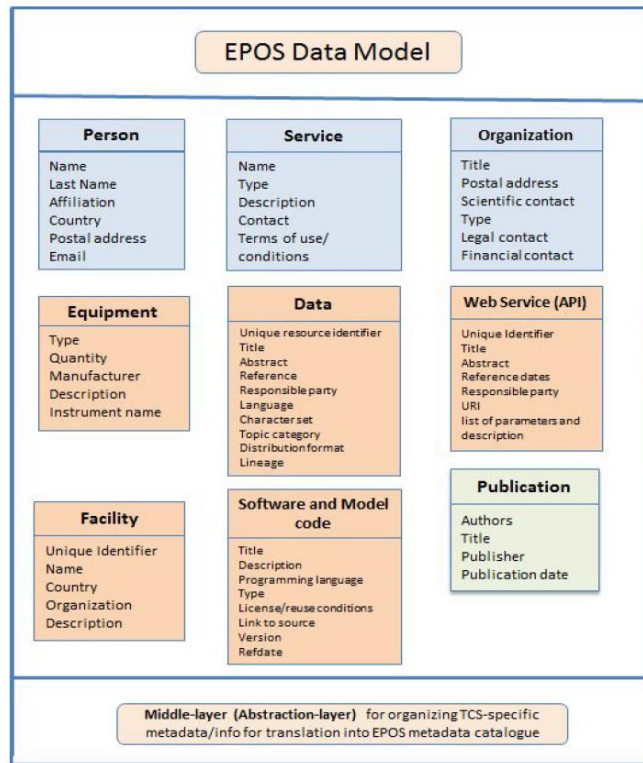 EPOS Data Model
Person
Name
Last Name
Affiliation
Country
Postal address
Email
Service
Name
Type
Description
Contact
Terms of use/
conditions
Organization
Title
Postal address
Scientific contact
Type
Legal contact
Financial contact
Equipment
Type
Quantity
Manufacturer
Description
Instrument name
Data
Unique resource identifier
Title
Abstract
Reference
Responsible party
Language
Character set
Topic category
Distribution format
Lineage
Web Service (API)
Unique Identifier
Title
Abstract
Reference dates
Responsible party
URI
list of parameters and
description
Facility
Unique Identifier
Name
Country
Organization
Description
Software and Model
code
Title
Description
Programming language
Type
License/reuse conditions
Link to source
Version
Refdate
Publication
Authors
Title
Publisher
Publication date
Middle-layer (Abstraction-layer) for organizing TCS-specific
metadata/info for translation into EPOS metadata catalogue